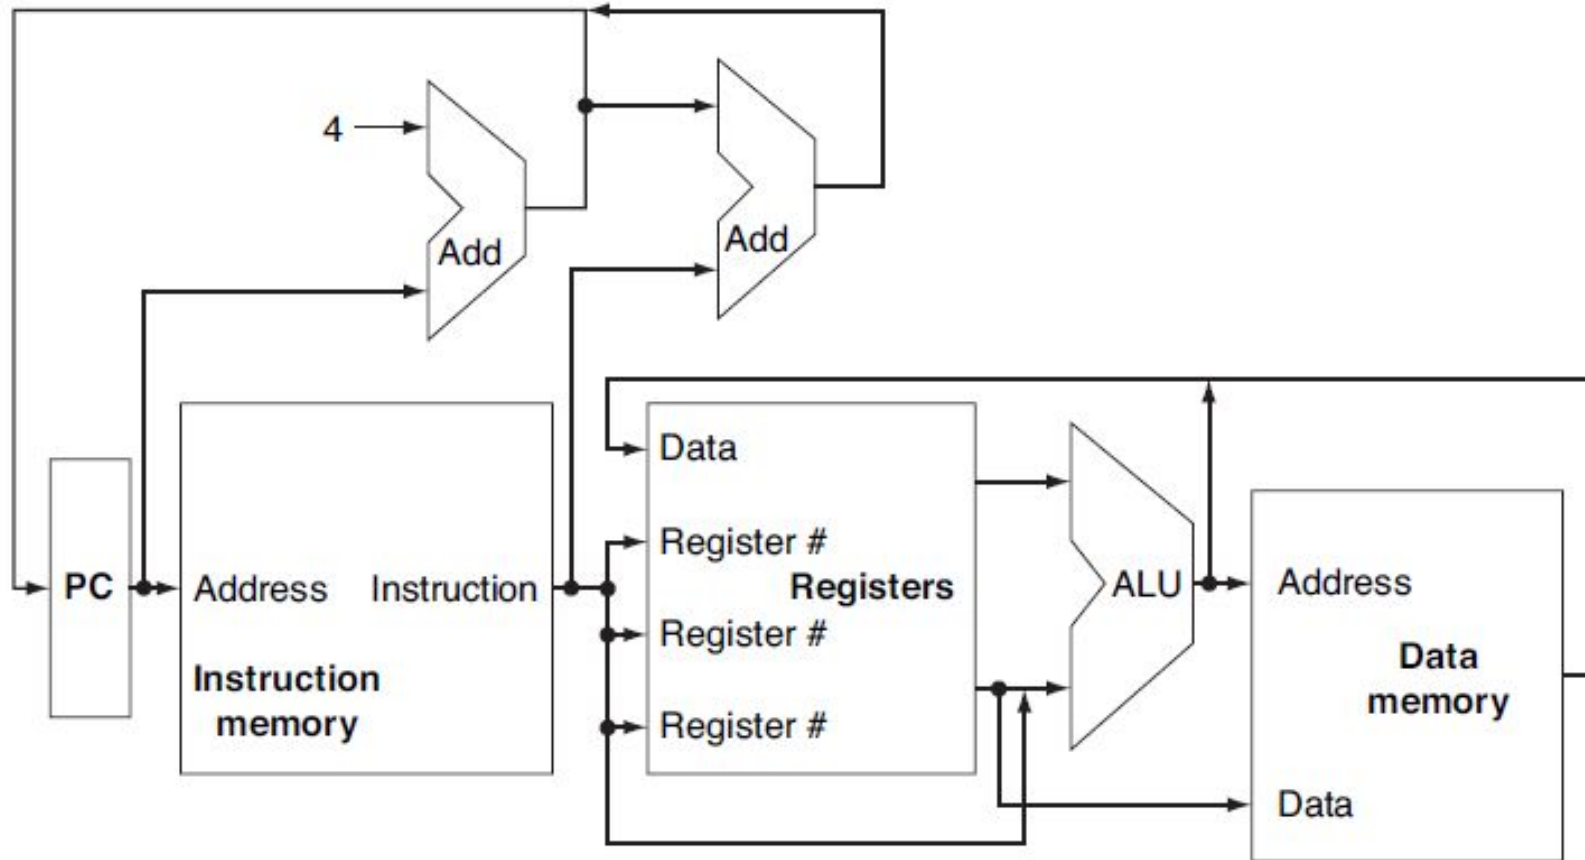 4
Add
Add
Data
Register #
PC
Address
Instruction
Registers
ALU
Address
Register #
Instruction
memory
Data
memory
Register #
Data